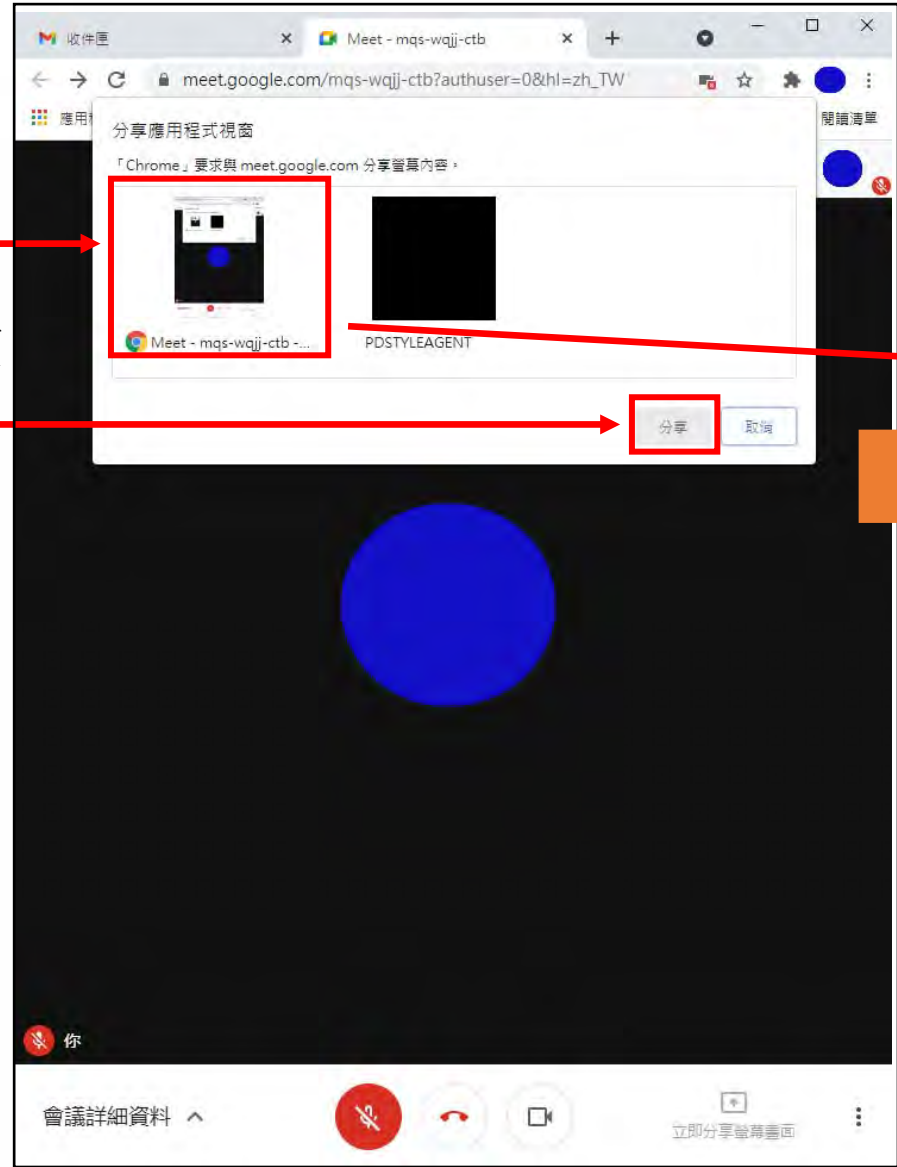 收件匣
Meet - mqs-wqjj-ctb
meet.google.com/mqs-wqjj-ctb?authuser=0&hl=zh_TW
應用
閱讀清單
分享應用程式視窗
「Chrome」要求與 meet.google.com 分享螢幕內容。
Meet - mqs-wqjj-ctb -...
PDSTYLEAGENT
分享
取消
你
會議詳細資料
立即分享螢幕畫面